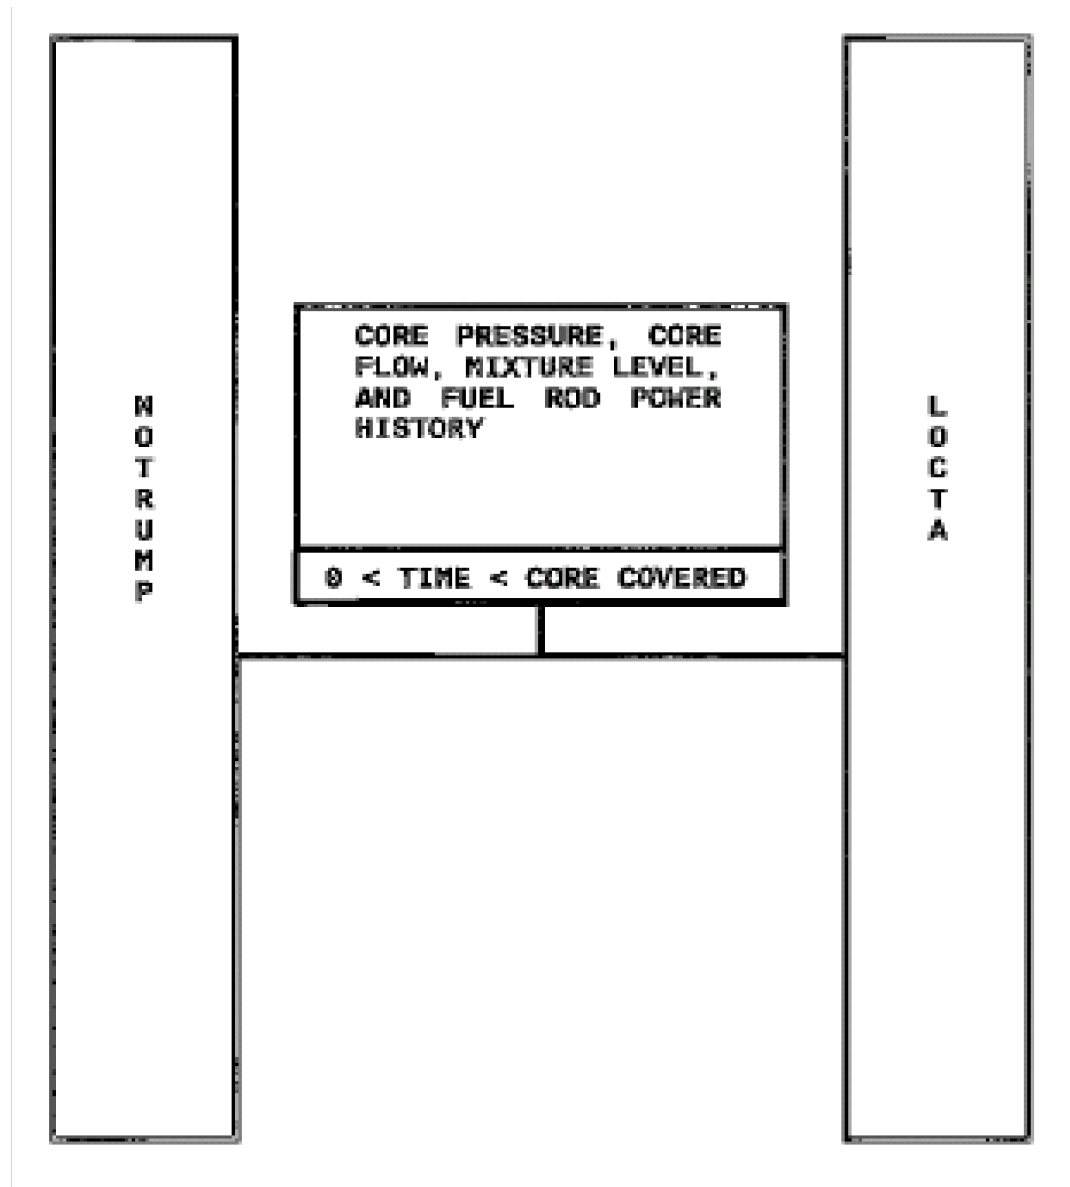 NOTRUMP
CORE PRESSURE, CORE
FLOW, MIXTURE LEVEL,
AND FUEL ROD POWER
HISTORY
0 < TIME < CORE COVERED
LOCTA